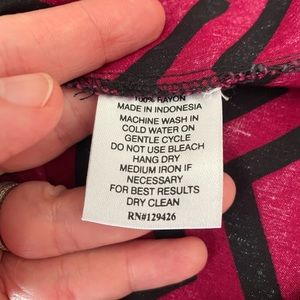 100% RAYON
MADE IN INDONESIA
MACHINE WASH IN
COLD WATER ON
GENTLE CYCLE
DO NOT USE BLEACH
HANG DRY
MEDIUM IRON IF
NECESSARY
FOR BEST RESULTS
DRY CLEAN
RN#129426